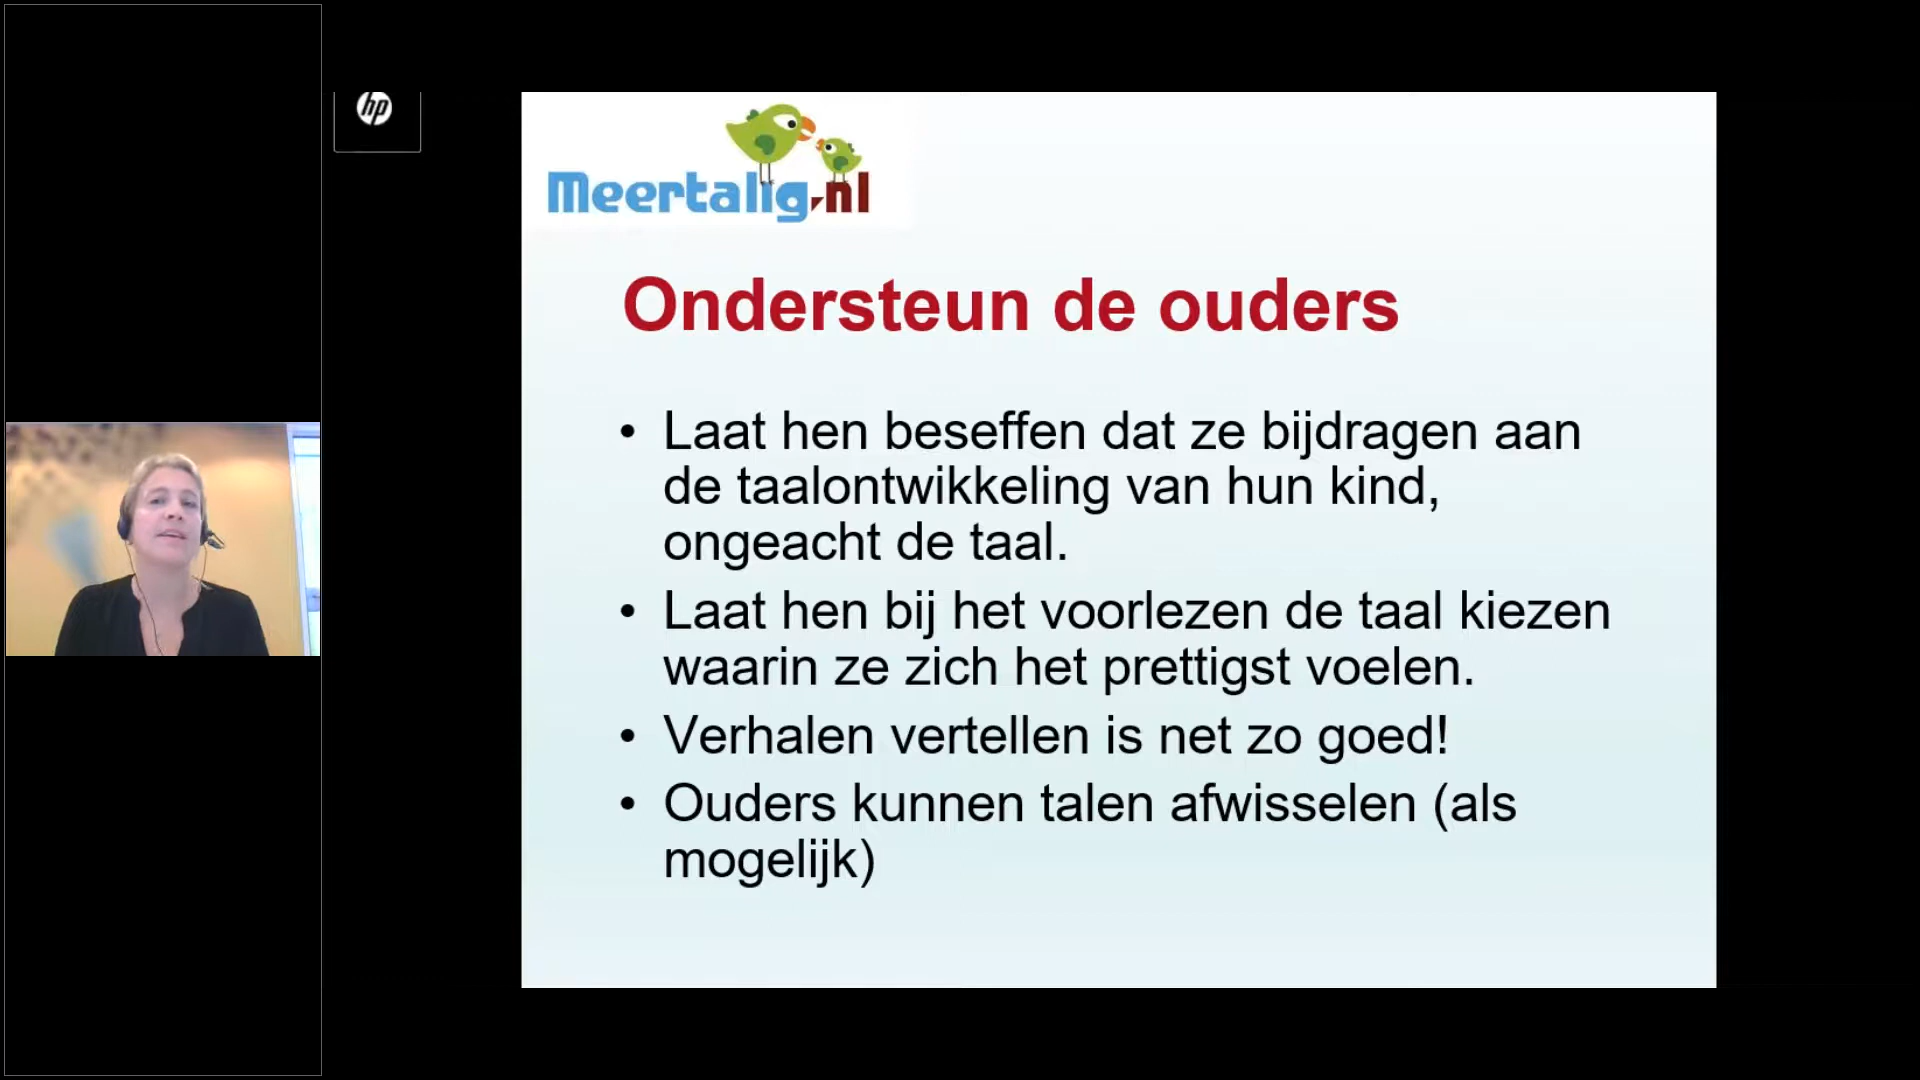 hp
Meertalig.nl
Ondersteun de ouders
• Laat hen beseffen dat ze bijdragen aan
de taalontwikkeling van hun kind,
ongeacht de taal.
• Laat hen bij het voorlezen de taal kiezen
waarin ze zich het prettigst voelen.
• Verhalen vertellen is net zo goed!
• Ouders kunnen talen afwisselen (als
mogelijk)